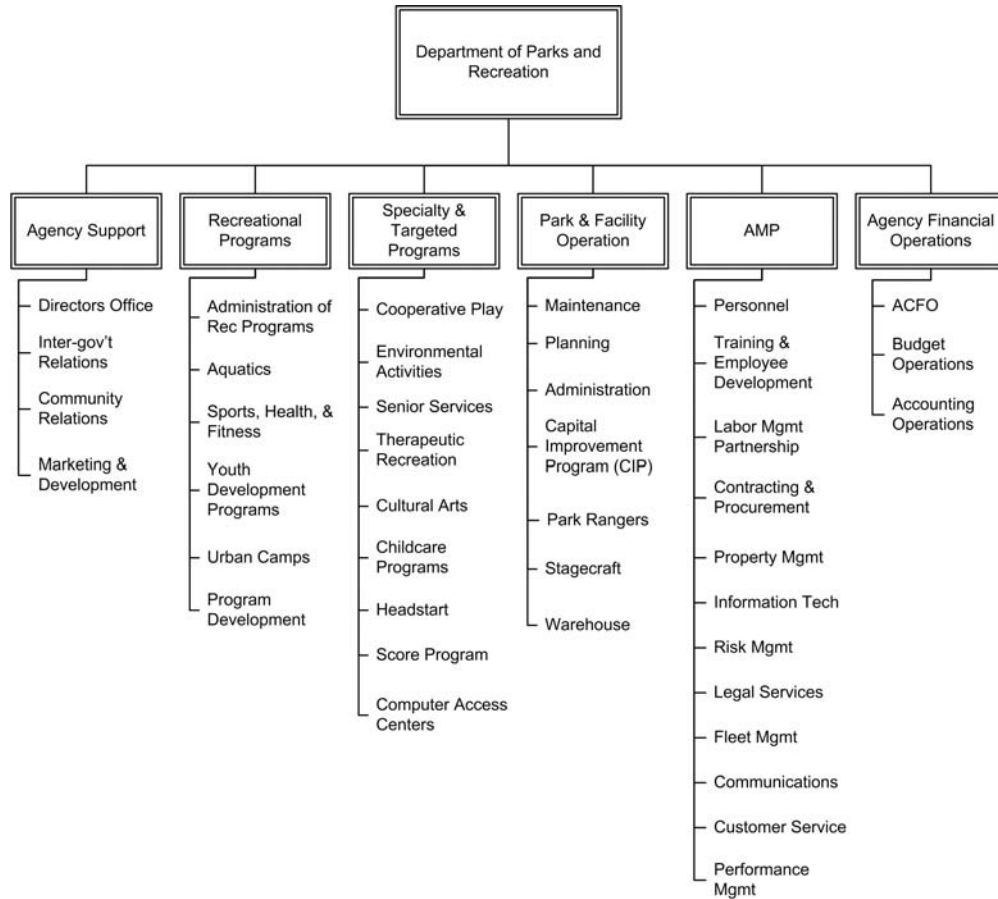 Department of Parks and
Recreation
Agency Support
Directors Office
Inter-gov't
Relations
Community
Relations
Marketing &
Development
Recreational
Programs
Administration of
Rec Programs
Aquatics
Sports, Health, &
Fitness
Youth
Development
Programs
Urban Camps
Program
Development
Specialty &
Targeted
Programs
Cooperative Play
Environmental
Activities
Senior Services
Therapeutic
Recreation
Cultural Arts
Childcare
Programs
Headstart
Score Program
Computer Access
Centers
Park & Facility
Operation
Maintenance
Planning
Administration
Capital
Improvement
Program (CIP)
Park Rangers
Stagecraft
Warehouse
AMP
Personnel
Training &
Employee
Development
Labor Mgmt
Partnership
Contracting &
Procurement
Property Mgmt
Information Tech
Risk Mgmt
Legal Services
Fleet Mgmt
Communications
Customer Service
Performance
Mgmt
Agency Financial
Operations
ACFO
Budget
Operations
Accounting
Operations